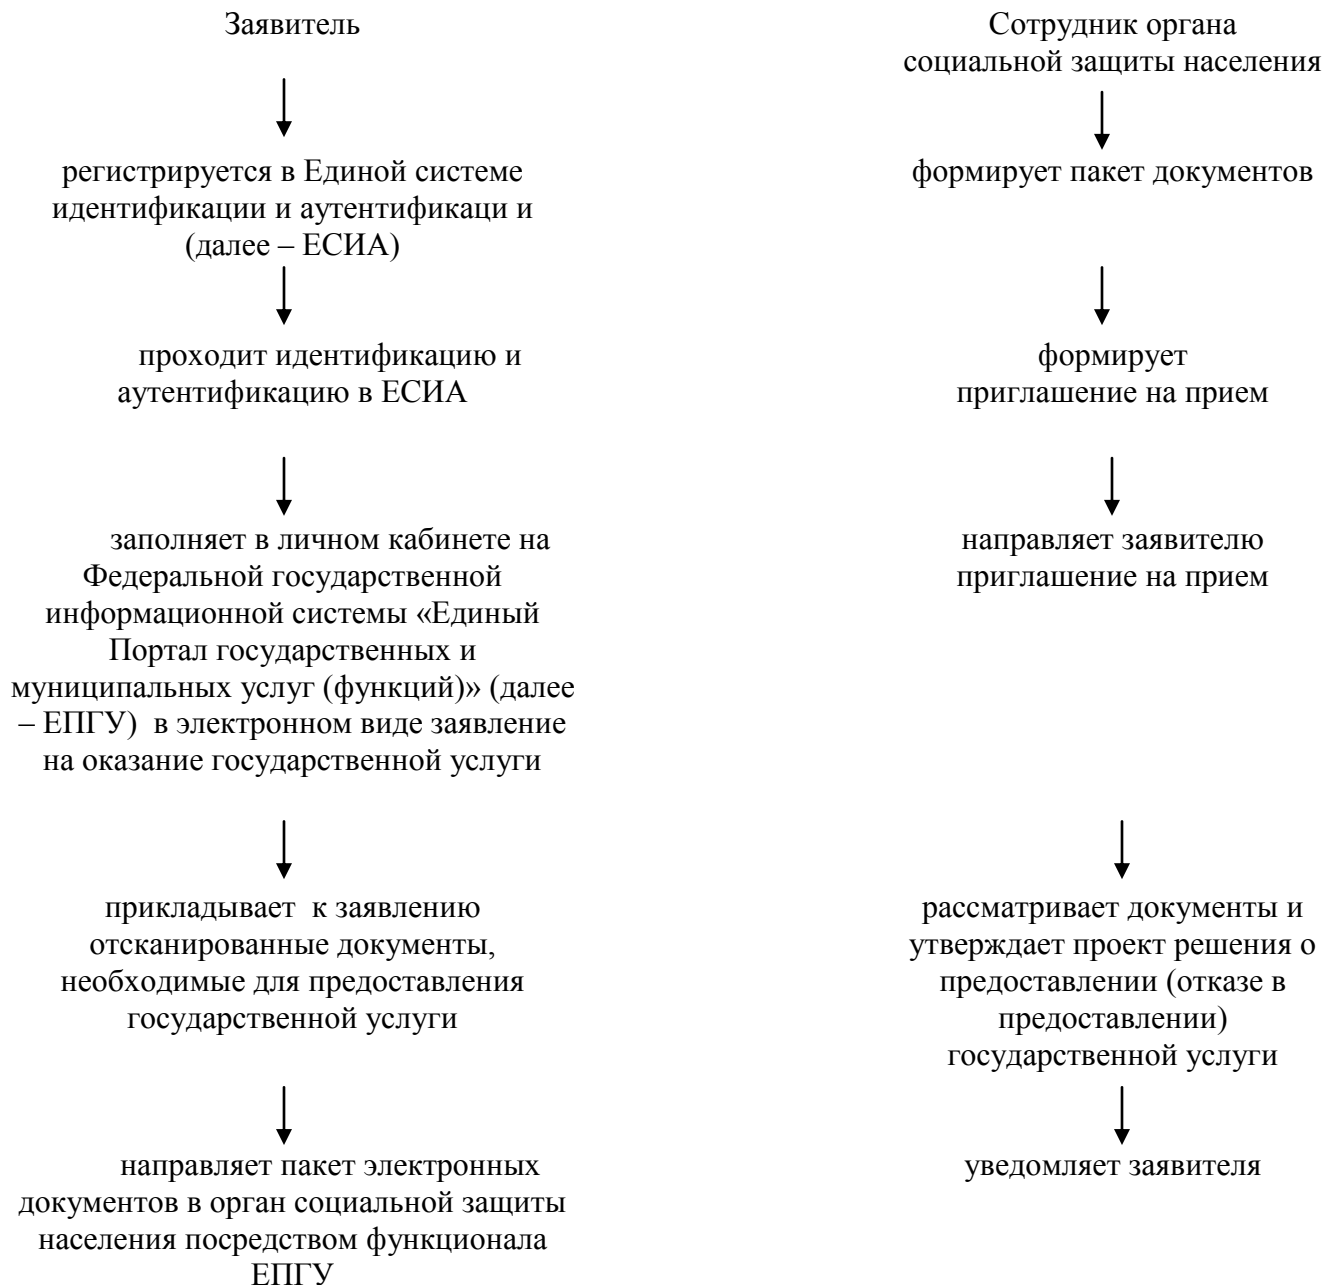 Заявитель
регистрируется в Единой системе
идентификации и аутентификаци и
(далее – ЕСИА)
проходит идентификацию и
аутентификацию в ЕСИА
заполняет в личном кабинете на
Федеральной государственной
информационной системы «Единый
Портал государственных и
муниципальных услуг (функций)» (далее
– ЕПГУ) в электронном виде заявление
на оказание государственной услуги
прикладывает к заявлению
отсканированные документы,
необходимые для предоставления
государственной услуги
направляет пакет электронных
документов в орган социальной защиты
населения посредством функционала
ЕПГУ
Сотрудник органа
социальной защиты населения
формирует пакет документов
формирует
приглашение на прием
направляет заявителю
приглашение на прием
рассматривает документы и
утверждает проект решения о
предоставлении (отказе в
предоставлении)
государственной услуги
уведомляет заявителя